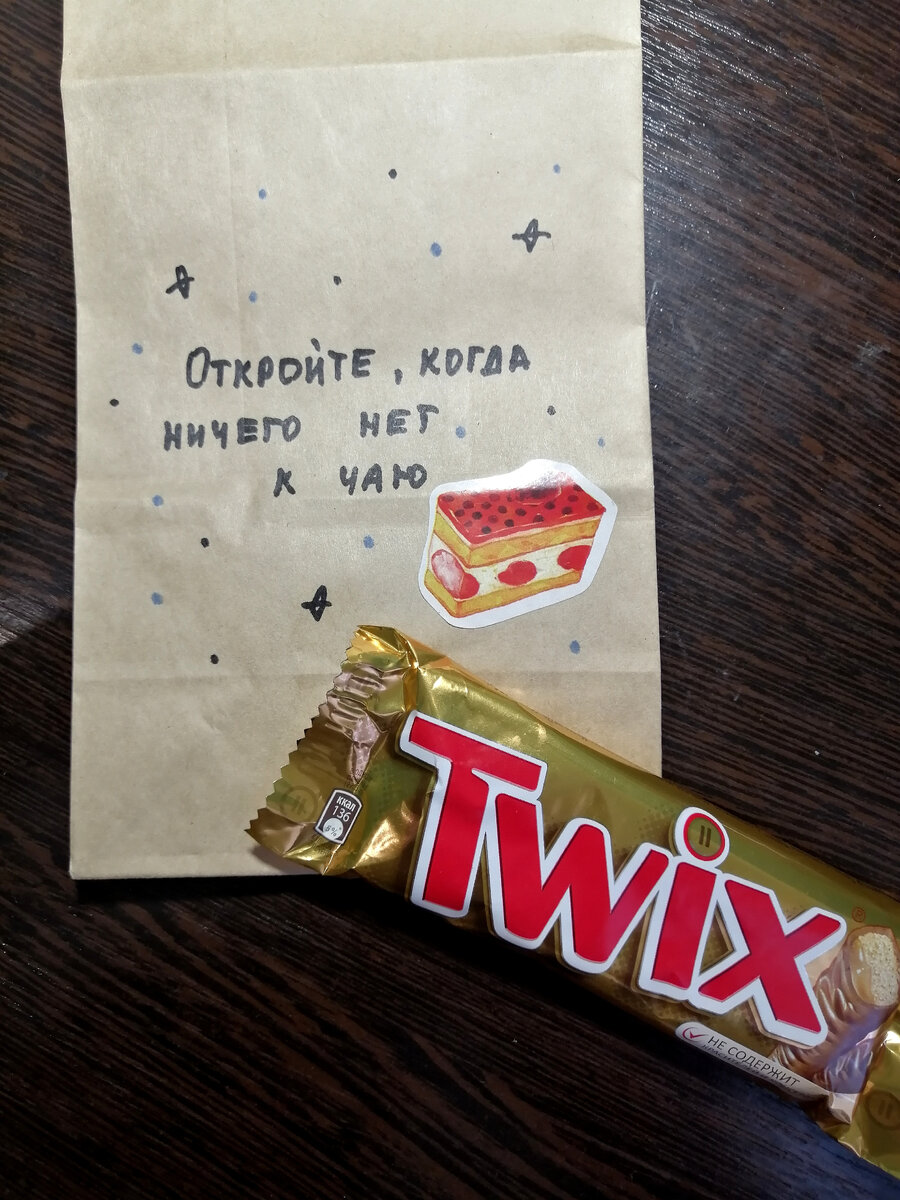 Откройте, когда
ничего нет
к чаю
Twix
ккал
136
НЕ СОДЕРЖИТ